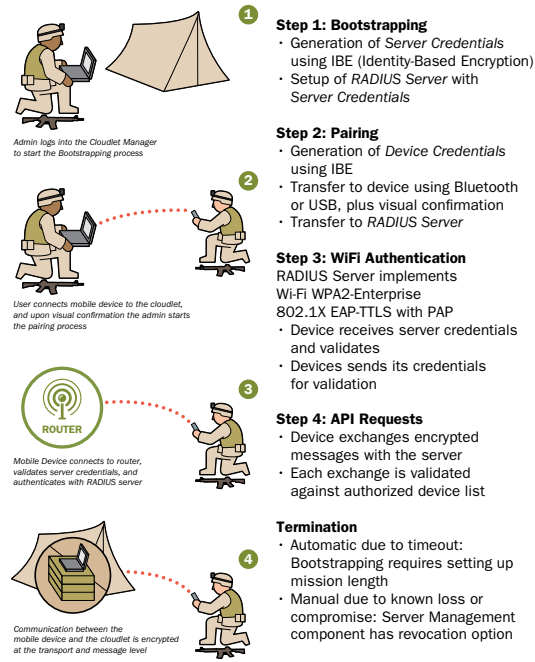 1
Admin logs into the Cloudlet Manager
to start the Bootstrapping process
2
User connects mobile device to the cloudlet,
and upon visual confirmation the admin starts
the pairing process
ROUTER
3
Mobile Device connects to router,
validates server credentials, and
authenticates with RADIUS server
4
Communication between the
mobile device and the cloudlet is encrypted
at the transport and message level
Step 1: Bootstrapping
· Generation of Server Credentials
using IBE (Identity-Based Encryption)
· Setup of RADIUS Server with
Server Credentials
Step 2: Pairing
· Generation of Device Credentials
using IBE
· Transfer to device using Bluetooth
or USB, plus visual confirmation
· Transfer to RADIUS Server
Step 3: WiFi Authentication
RADIUS Server implements
Wi-Fi WPA2-Enterprise
802.1X EAP-TTLS with PAP
· Device receives server credentials
and validates
· Devices sends its credentials
for validation
Step 4: API Requests
· Device exchanges encrypted
messages with the server
· Each exchange is validated
against authorized device list
Termination
· Automatic due to timeout:
Bootstrapping requires setting up
mission length
· Manual due to known loss or
compromise: Server Management
component has revocation option